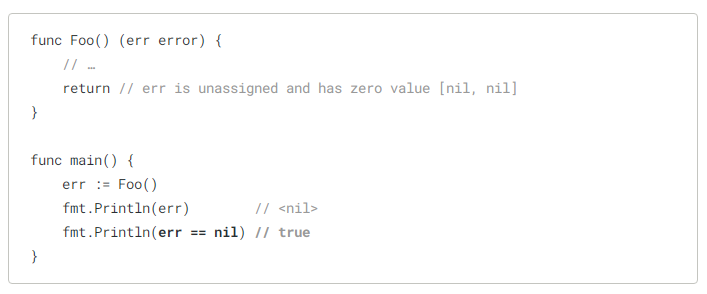 func Foo() (err error) {
    // …
    return // err is unassigned and has zero value [nil, nil]
}

func main() {
    err := Foo()
    fmt.Println(err)        // <nil>
    fmt.Println(err == nil) // true
}